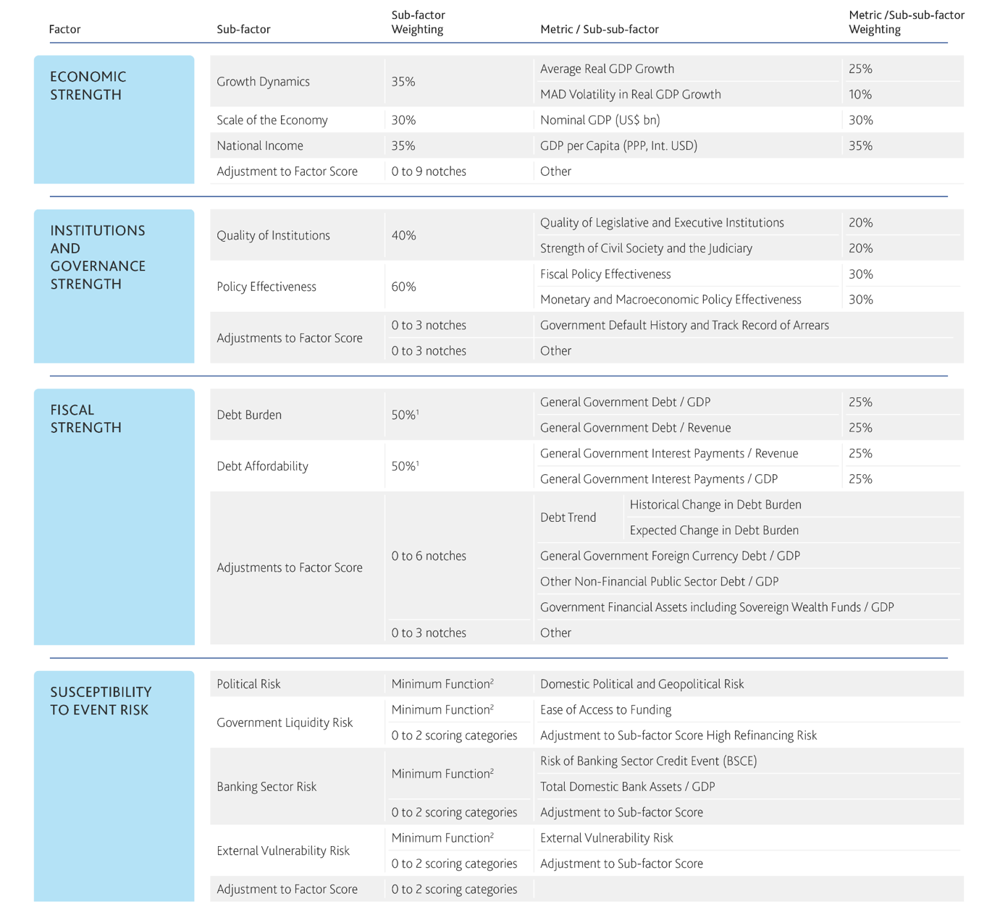 Factor Sub-factor Sub-factor Weighting Metric / Sub-sub-factor Metric /Sub-sub-factor Weighting
ECONOMIC
STRENGTH
Growth Dynamics 35% Average Real GDP Growth 25%
MAD Volatility in Real GDP Growth 10%
Scale of the Economy 30% Nominal GDP (US$ bn) 30%
National Income 35% GDP per Capita (PPP, Int. USD) 35%
Adjustment to Factor Score 0 to 9 notches Other
INSTITUTIONS
AND
GOVERNANCE
STRENGTH
Quality of Institutions 40% Quality of Legislative and Executive Institutions 20%
Strength of Civil Society and the Judiciary 20%
Policy Effectiveness 60% Fiscal Policy Effectiveness 30%
Monetary and Macroeconomic Policy Effectiveness 30%
Adjustments to Factor Score 0 to 3 notches Government Default History and Track Record of Arrears
0 to 3 notches Other
FISCAL
STRENGTH
Debt Burden 50%¹ General Government Debt / GDP 25%
General Government Debt / Revenue 25%
Debt Affordability 50%¹ General Government Interest Payments / Revenue 25%
General Government Interest Payments / GDP 25%
Adjustments to Factor Score 0 to 6 notches Debt Trend Historical Change in Debt Burden
Expected Change in Debt Burden
General Government Foreign Currency Debt / GDP
Other Non-Financial Public Sector Debt / GDP
Government Financial Assets including Sovereign Wealth Funds / GDP
0 to 3 notches Other
SUSCEPTIBILITY
TO EVENT RISK
Political Risk Minimum Function² Domestic Political and Geopolitical Risk
Government Liquidity Risk Minimum Function² Ease of Access to Funding
0 to 2 scoring categories Adjustment to Sub-factor Score High Refinancing Risk
Banking Sector Risk Minimum Function² Risk of Banking Sector Credit Event (BSCE)
Total Domestic Bank Assets / GDP
0 to 2 scoring categories Adjustment to Sub-factor Score
External Vulnerability Risk Minimum Function² External Vulnerability Risk
0 to 2 scoring categories Adjustment to Sub-factor Score
Adjustment to Factor Score 0 to 2 scoring categories